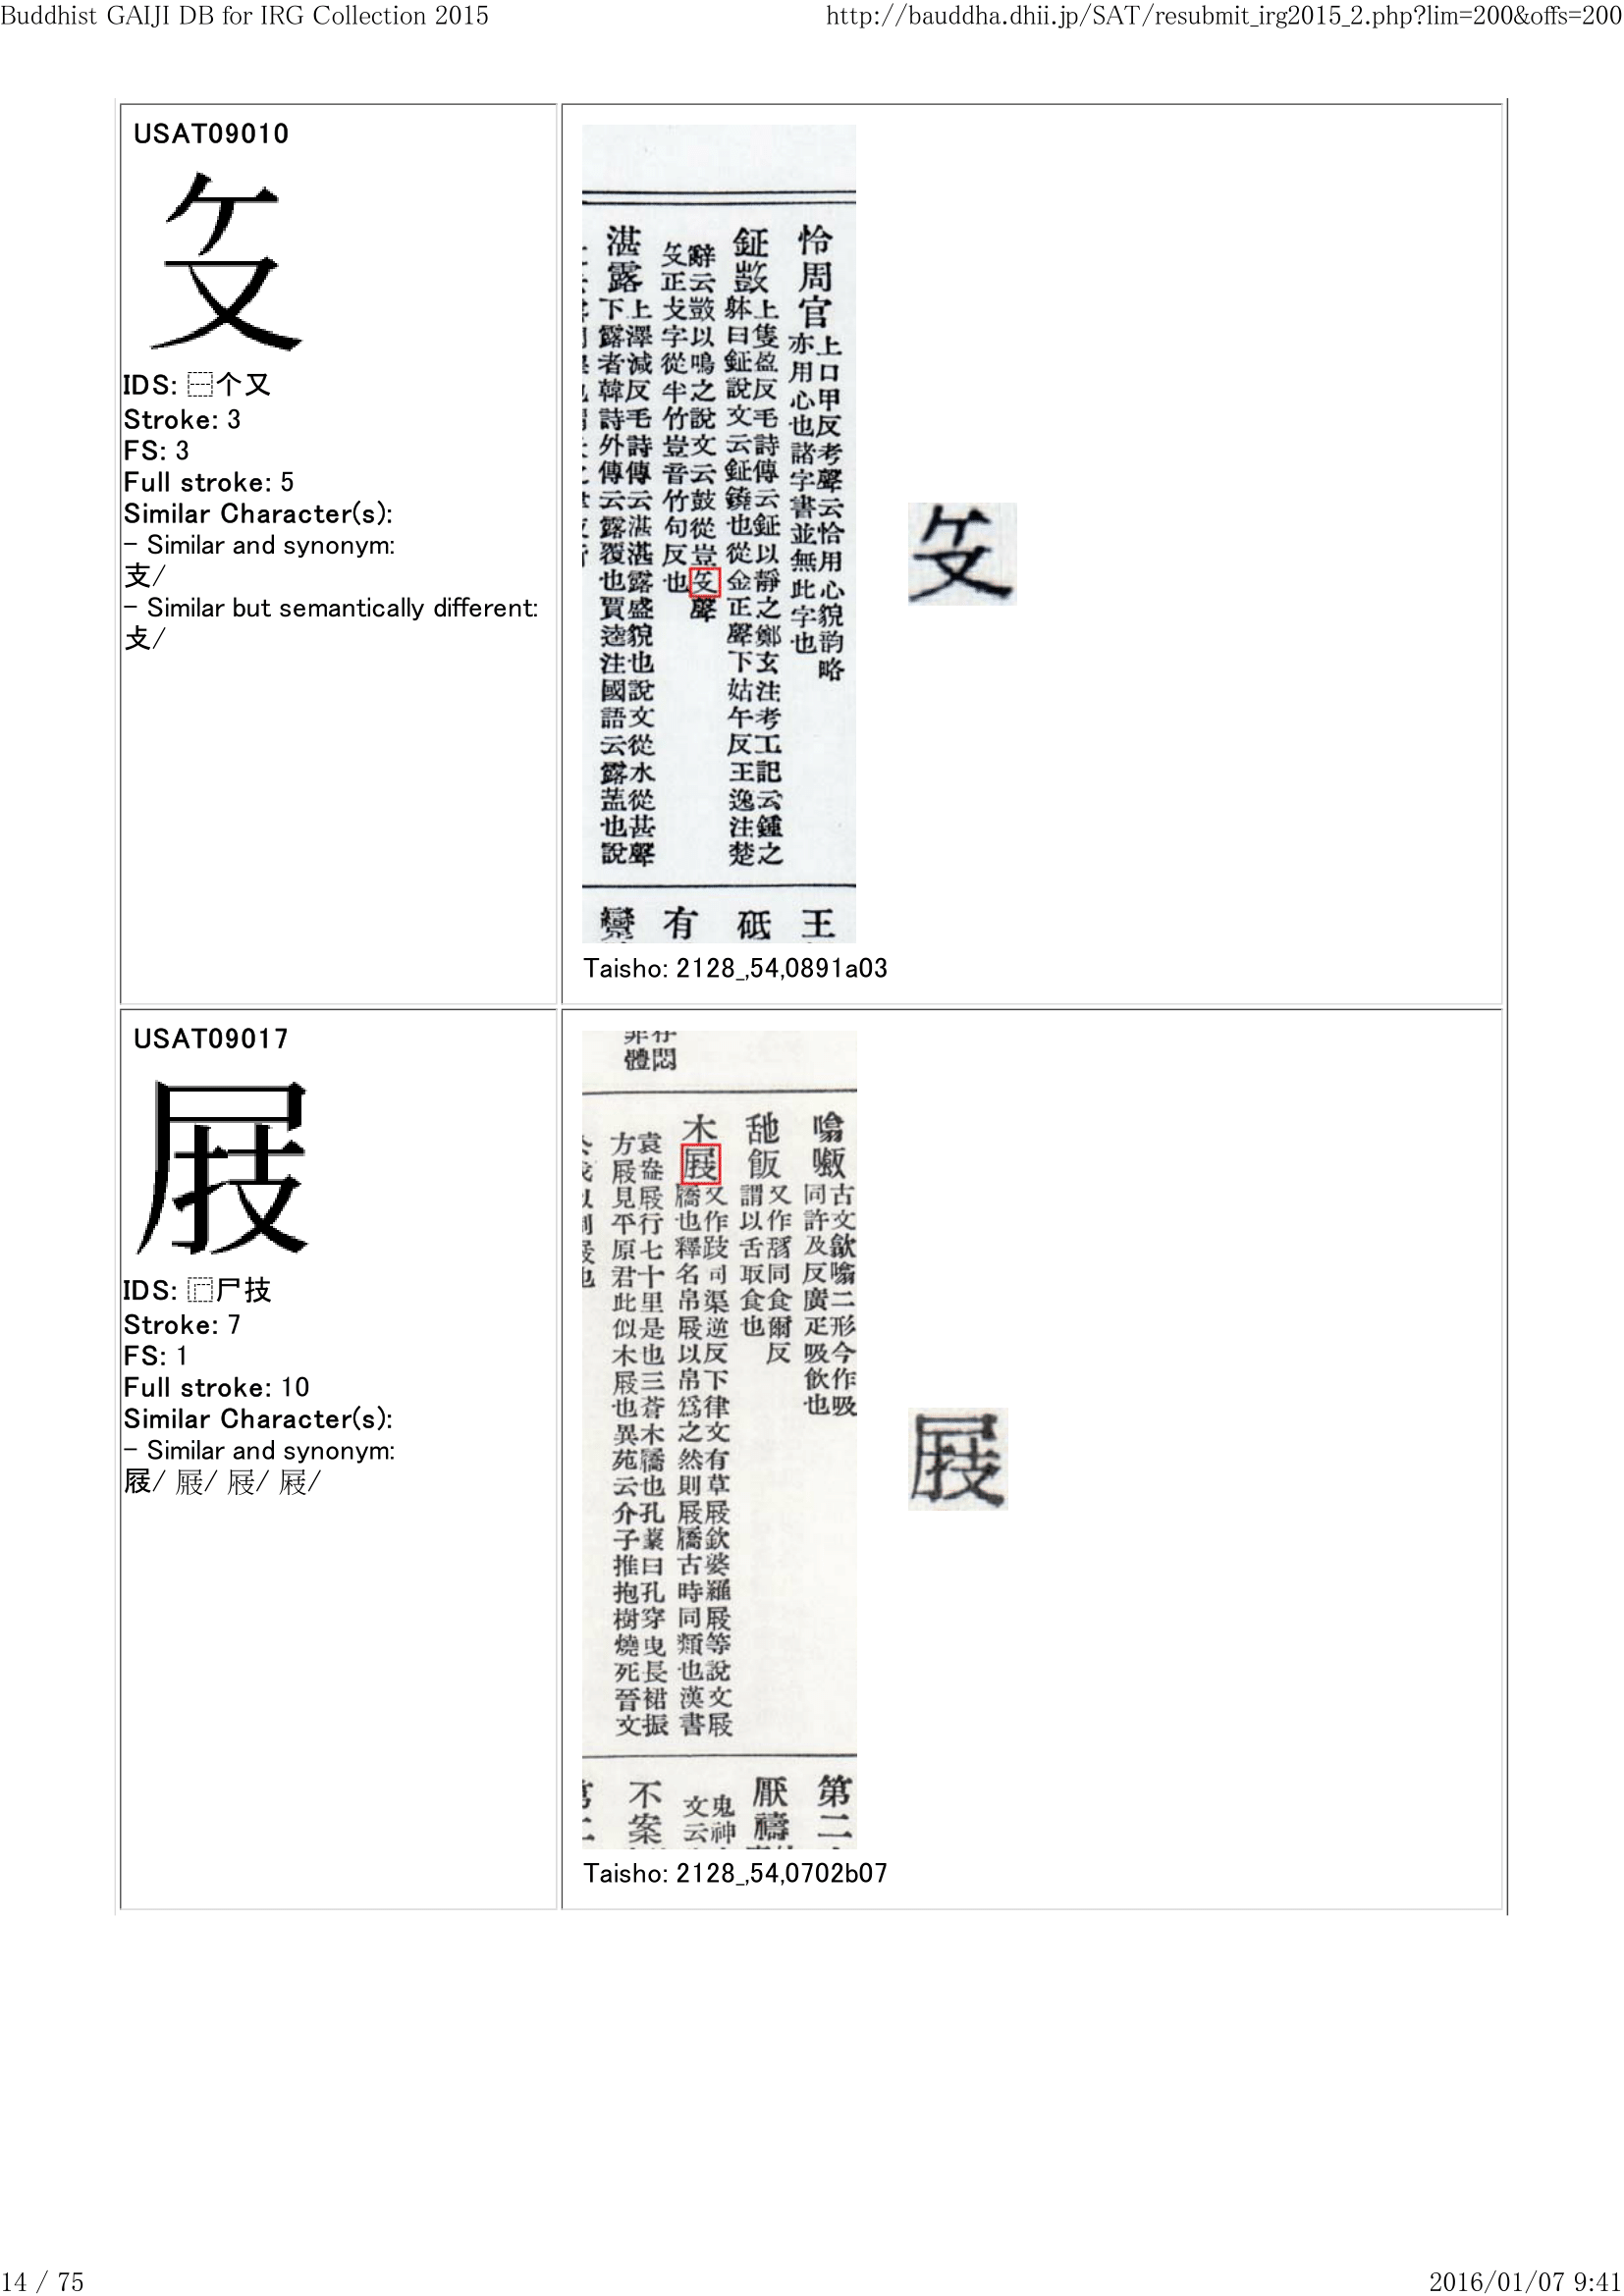 Buddhist GAIJI DB for IRG Collection 2015
http://bauddha.dhii.jp/SAT/resubmit_irg2015_2.php?lim=200&offs=200
USAT09010
IDS: ⿱个又
Stroke: 3
FS: 3
Full stroke: 5
Similar Character(s):
- Similar and synonym:
支/
- Similar but semantically different:
攴/
恰周官
上口甲反考聲云恰用心貌韵略
亦用心也諸字書並無此字也
鉦鼓
上隻盈反毛詩傳云鉦以靜之鄭玄注考工記云鍾之
躰曰鉦說文云鉦鐃也從金正聲下姑午反王逸注楚
辭云鼓以鳴之說文云鼓從壴
聲
正支字從半竹壴音竹句反也
湛露
上澤減反毛詩傳云湛湛露盛貌也說文從水從甚聲
下露者韓詩外傳云露覆也賈逵注國語云露蓋也說
王
砥
有
變
Taisho: 2128_,54,0891a03
USAT09017
IDS: ⿸尸技
Stroke: 7
FS: 1
Full stroke: 10
Similar Character(s):
- Similar and synonym:
屐/
悶
非體
噏
古文歙噏二形今作吸
同許及反廣疋吸飲也
舓飯
又作 同食爾反
謂以舌取食也
木
又作跂同渠逆反下律文有草屐欽婆羅屐等說文屐
屩也釋名帛屐以帛爲之然則屐屩古時同類也漢書
袁盎屐行七十里是也三蒼木屩也孔叢曰孔穿曳長裙振
方屐見平原君此似木屐也異苑云介子推抱樹燒死晉文
第二
厭禱
鬼神
文云
不案
Taisho: 2128_,54,0702b07
14 / 75
2016/01/07 9:41